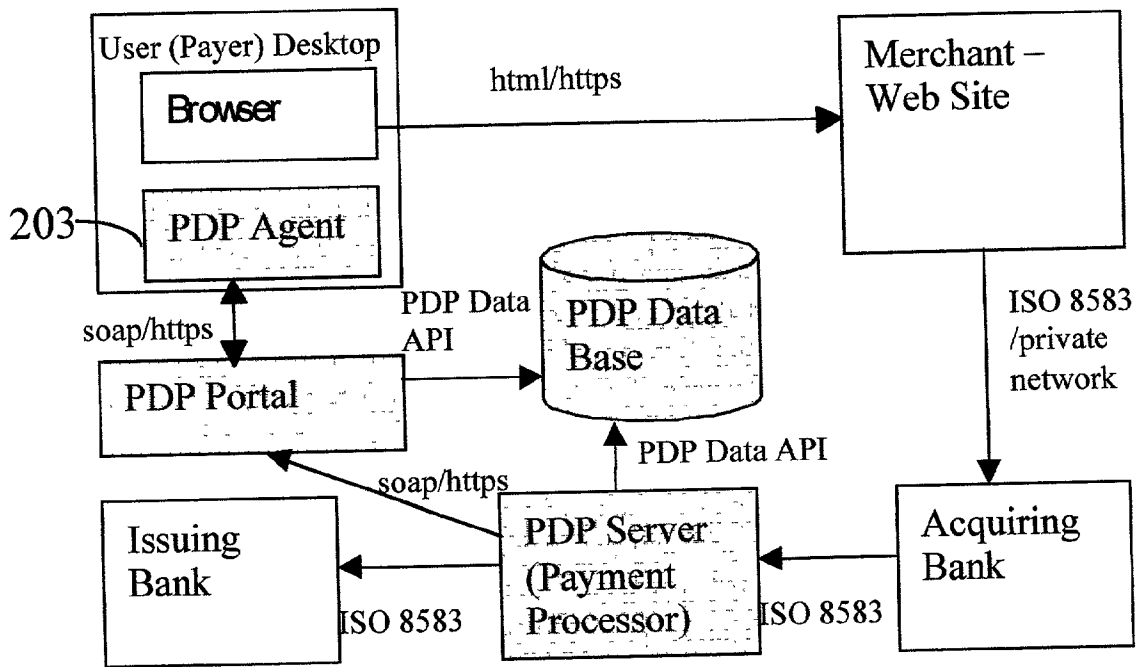 User (Payer) Desktop
Browser
203
PDP Agent
html/https
Merchant –
Web Site
soap/https
PDP Data
API
PDP Data
Base
ISO 8583
/private
network
PDP Portal
PDP Data API
soap/https
Issuing
Bank
PDP Server
(Payment
Processor)
Acquiring
Bank
ISO 8583
ISO 8583